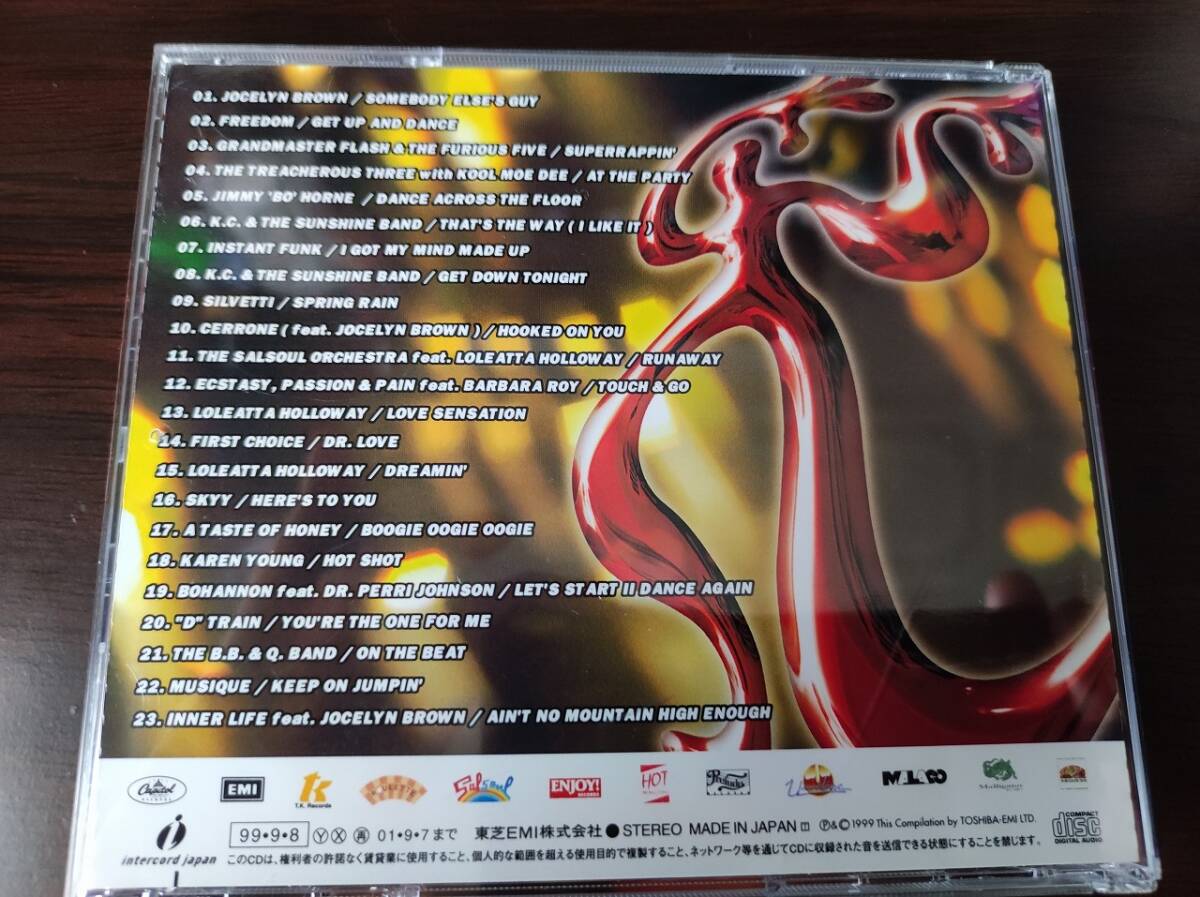 01. JOCELYN BROWN / SOMEBODY ELSE'S GUY
02. FREEDOM / GET UP AND DANCE
03. GRANDMASTER FLASH & THE FURIOUS FIVE / SUPERRAPPIN'
04. THE TREACHEROUS THREE with KOOL MOE DEE / AT THE PARTY
05. JIMMY 'BO' HORNE / DANCE ACROSS THE FLOOR
06. K.C. & THE SUNSHINE BAND / THAT'S THE WAY ( I LIKE IT )
07. INSTANT FUNK / I GOT MY MIND MADE UP
08. K.C. & THE SUNSHINE BAND / GET DOWN TONIGHT
09. SILVETTI / SPRING RAIN
10. CERRONE ( feat. JOCELYN BROWN ) / HOOKED ON YOU
11. THE SALSOUL ORCHESTRA feat. LOLEATTA HOLLOWAY / RUNAWAY
12. ECSTASY, PASSION & PAIN feat. BARBARA ROY / TOUCH & GO
13. LOLEATTA HOLLOWAY / LOVE SENSATION
14. FIRST CHOICE / DR. LOVE
15. LOLEATTA HOLLOWAY / DREAMIN'
16. SKYY / HERE'S TO YOU
17. A TASTE OF HONEY / BOOGIE OOGIE OOGIE
18. KAREN YOUNG / HOT SHOT
19. BOHANNON feat. DR. PERRI JOHNSON / LET'S START II DANCE AGAIN
20. "D" TRAIN / YOU'RE THE ONE FOR ME
21. THE B.B. & Q. BAND / ON THE BEAT
22. MUSIQUE / KEEP ON JUMPIN'
23. INNER LIFE feat. JOCELYN BROWN / AIN'T NO MOUNTAIN HIGH ENOUGH
Capitol EMI T.K. Records ROULETTE Salsoul ENJOY! RECORDS HOT Prelude MALACO
intercord japan
99・9・8 Ⓨ Ⓧ 再 01・9・7まで 東芝EMI株式会社 ● STEREO MADE IN JAPAN Ⓟ&© 1999 This Compilation by TOSHIBA-EMI LTD.
COMPACT disc DIGITAL AUDIO
このCDは、権利者の許諾なく賃貸業に使用すること、個人的な範囲を超える使用目的で複製すること、ネットワーク等を通じてCDに収録された音を送信できる状態にすることを禁じます。